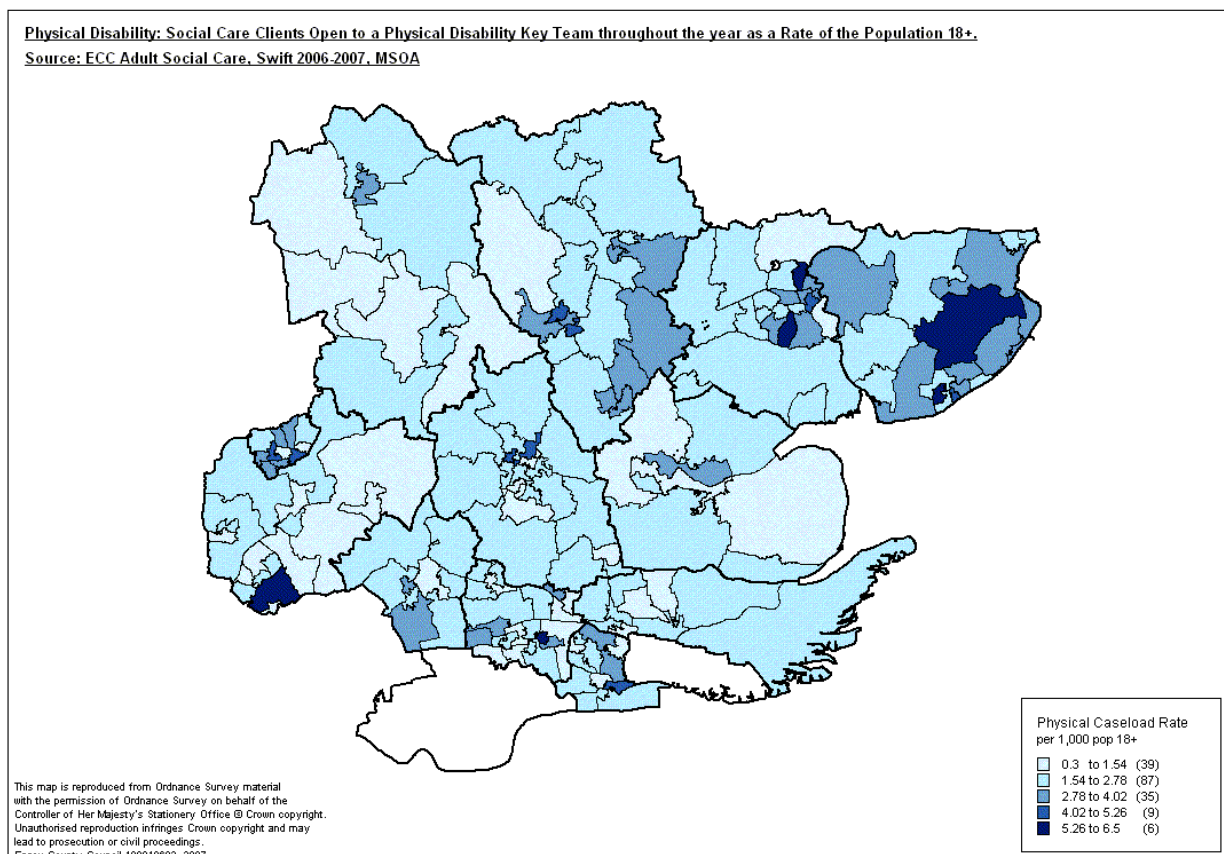 Physical Disability: Social Care Clients Open to a Physical Disability Key Team throughout the year as a Rate of the Population 18+.
Source: ECC Adult Social Care, Swift 2006-2007, MSOA
Physical Caseload Rate
per 1,000 pop 18+
0.3 to 1.54 (39)
1.54 to 2.78 (87)
2.78 to 4.02 (35)
4.02 to 5.26 (9)
5.26 to 6.5 (6)
This map is reproduced from Ordnance Survey material
with the permission of Ordnance Survey on behalf of the
Controller of Her Majesty's Stationery Office © Crown copyright.
Unauthorised reproduction infringes Crown copyright and may
lead to prosecution or civil proceedings.
Essex County Council